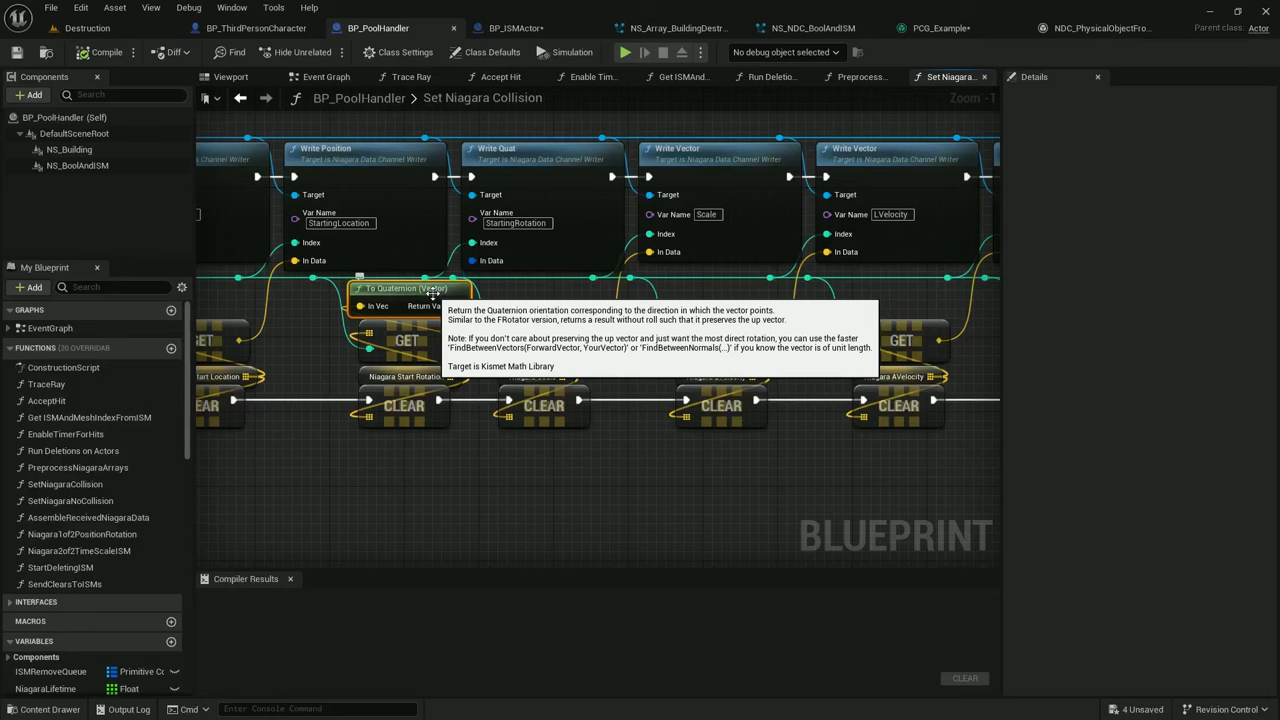 File Edit Asset View Debug Window Tools Help
Parent class: Actor
Destruction BP_ThirdPersonCharacter BP_PoolHandler BP_ISMActor* NS_Array_BuildingDestr... NS_NDC_BoolAndISM PCG_Example* NDC_PhysicalObjectFro...
Compile Diff Find Hide Unrelated Class Settings Class Defaults Simulation No debug object selected
Components Viewport Event Graph Trace Ray Accept Hit Enable Tim... Get ISMAnd... Run Deletio... Preprocess... Set Niagara... Details
+ Add Search
BP_PoolHandler > Set Niagara Collision Zoom -1
BP_PoolHandler (Self)
DefaultSceneRoot
NS_Building
NS_BoolAndISM
Write Position
Target is Niagara Data Channel Writer
Target
Var Name
StartingLocation
Index
In Data
Write Quat
Target is Niagara Data Channel Writer
Target
Var Name
StartingRotation
Index
In Data
Write Vector
Target is Niagara Data Channel Writer
Target
Var Name Scale
Index
In Data
Write Vector
Target is Niagara Data Channel Writer
Target
Var Name LVelocity
Index
In Data
To Quaternion (Vector)
In Vec Return Va
Return the Quaternion orientation corresponding to the direction in which the vector points.
Similar to the FRotator version, returns a result without roll such that it preserves the up vector.
Note: If you don't care about preserving the up vector and just want the most direct rotation, you can use the faster
'FindBetweenVectors(ForwardVector, YourVector)' or 'FindBetweenNormals(...)' if you know the vector is of unit length.
Target is Kismet Math Library
GET
Start Location Niagara Start Rotation Niagara AVelocity
CLEAR CLEAR CLEAR CLEAR
BLUEPRINT
My Blueprint
+ Add Search
GRAPHS
EventGraph
FUNCTIONS (20 OVERRIDAB
ConstructionScript
TraceRay
AcceptHit
Get ISMAndMeshIndexFromISM
EnableTimerForHits
Run Deletions on Actors
PreprocessNiagaraArrays
SetNiagaraCollision
SetNiagaraNoCollision
AssembleReceivedNiagaraData
Niagara1of2PositionRotation
Niagara2of2TimeScaleISM
StartDeletingISM
SendClearsToISMs
INTERFACES
MACROS
VARIABLES
Components
ISMRemoveQueue Primitive Cc
NiagaraLifetime Float
Compiler Results
CLEAR
Content Drawer Output Log Cmd Enter Console Command 4 Unsaved Revision Control